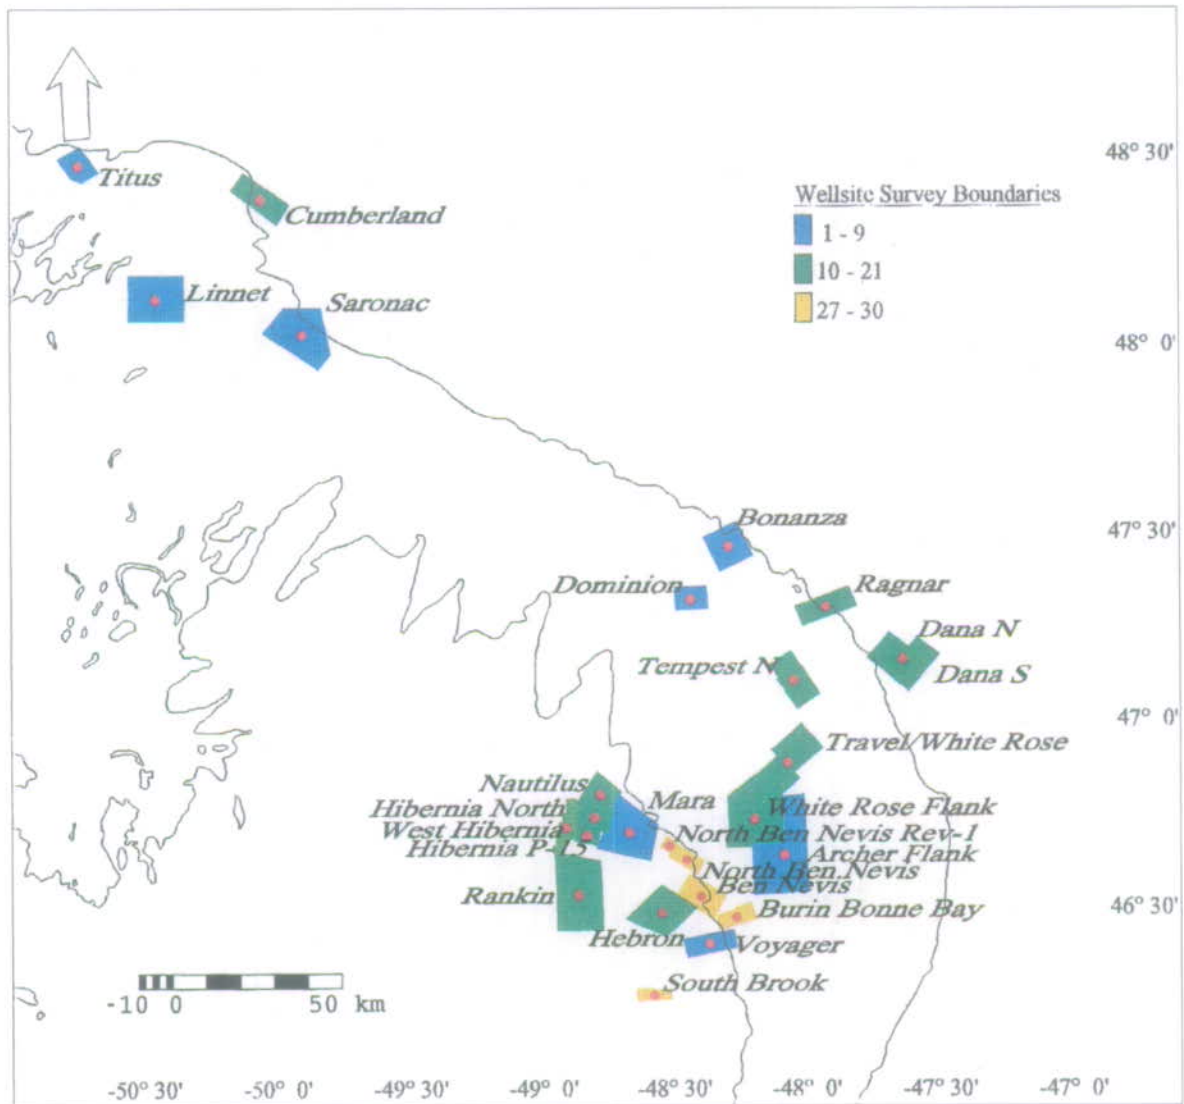 Titus
48° 30'
Cumberland
Wellsite Survey Boundaries
1 - 9
10 - 21
27 - 30
Linnet
Saronac
48° 0'
Bonanza
47° 30'
Dominion
Ragnar
Dana N
Tempest N
Dana S
47° 0'
Travel/White Rose
Nautilus
Mara
Hibernia North
White Rose Flank
West Hibernia
North Ben Nevis Rev-1
Hibernia P-15
Archer Flank
North Ben Nevis
Ben Nevis
Rankin
Burin Bonne Bay
46° 30'
Hebron
Voyager
South Brook
-10 0 50 km
-50° 30' -50° 0' -49° 30' -49° 0' -48° 30' -48° 0' -47° 30' -47° 0'